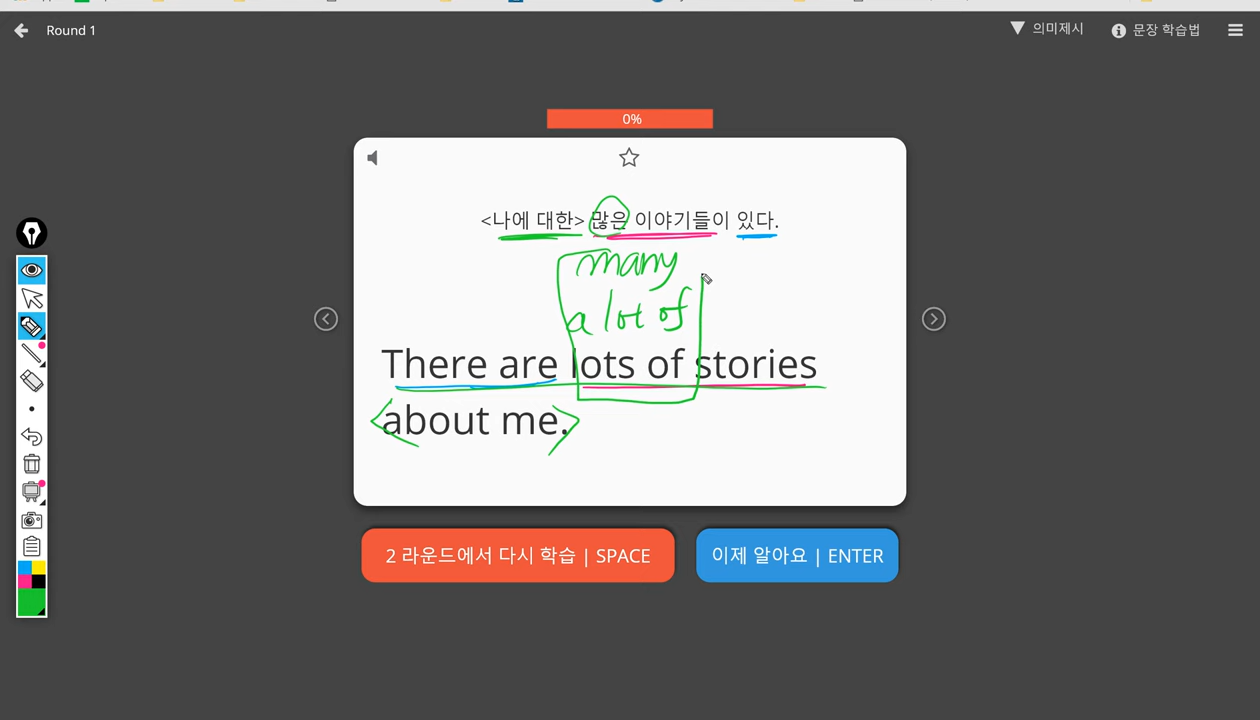 Round 1
▼ 의미제시
문장 학습법
0%
<나에 대한> 많은 이야기들이 있다.
many
a lot of
There are lots of stories
about me.
2 라운드에서 다시 학습 | SPACE
이제 알아요 | ENTER